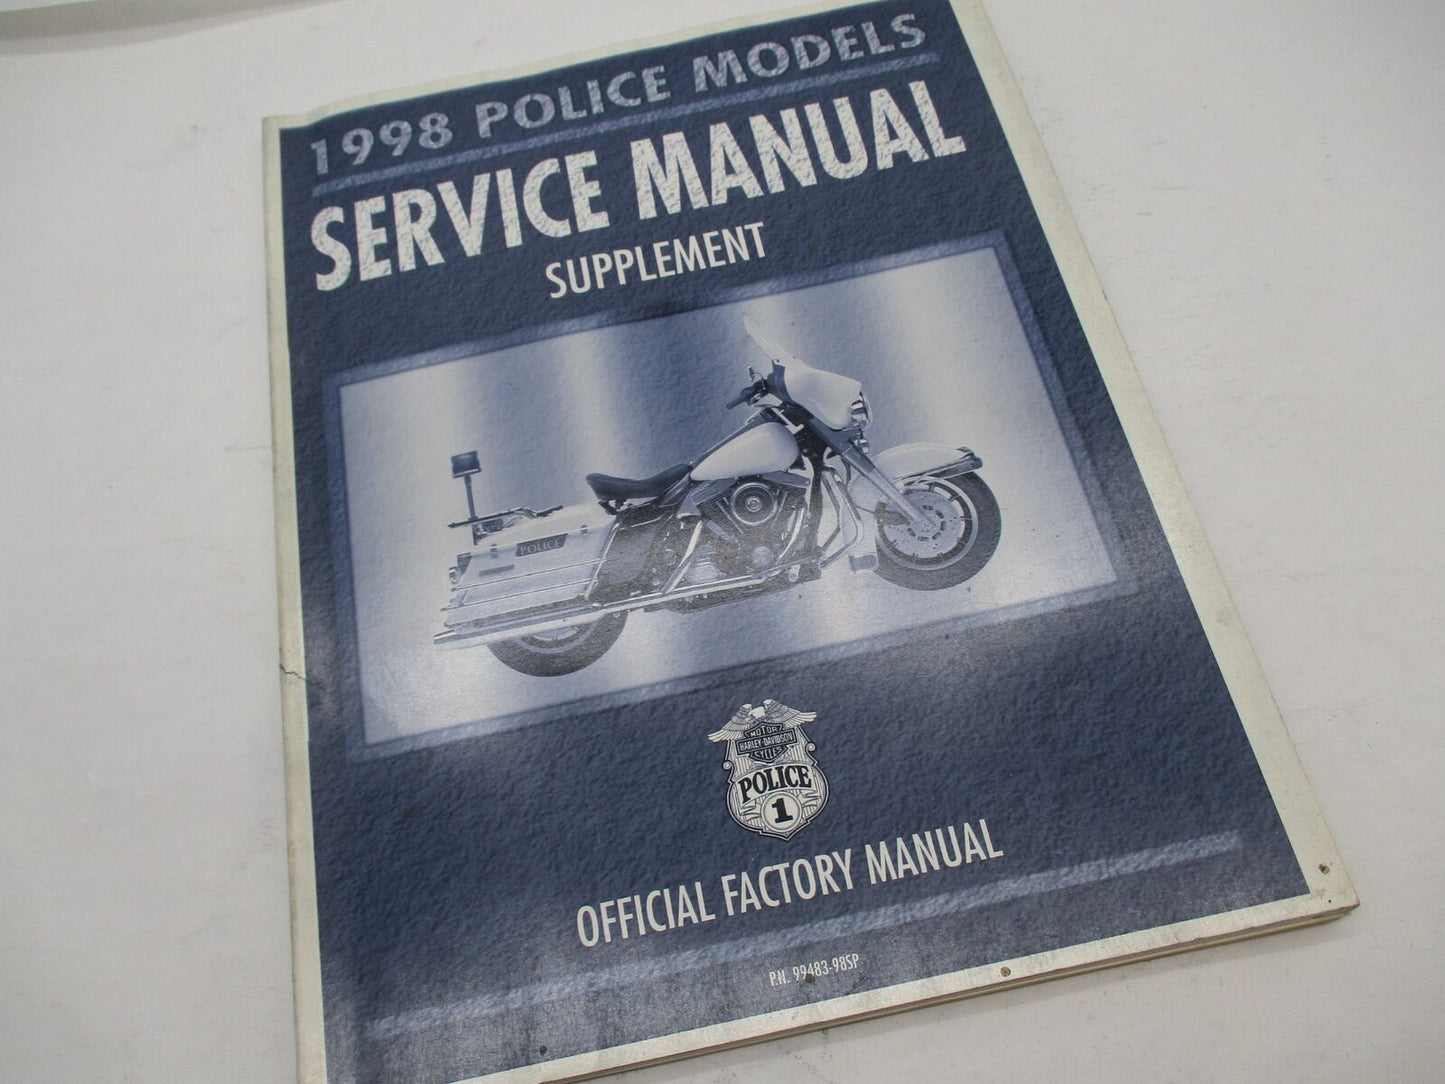 1998 POLICE MODELS
SERVICE MANUAL
SUPPLEMENT
POLICE
MOTOR
HARLEY-DAVIDSON
CYCLES
POLICE
1
OFFICIAL FACTORY MANUAL
P.N. 99483-98SP